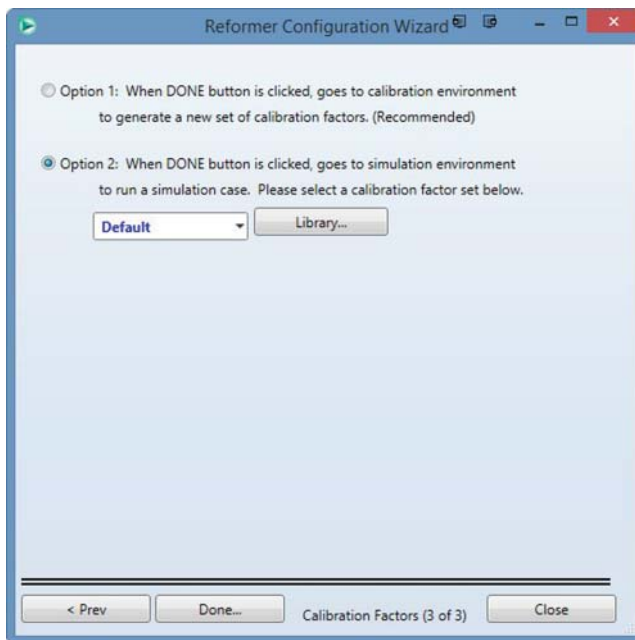 Reformer Configuration Wizard
Option 1: When DONE button is clicked, goes to calibration environment
to generate a new set of calibration factors. (Recommended)
Option 2: When DONE button is clicked, goes to simulation environment
to run a simulation case. Please select a calibration factor set below.
Default Library...
< Prev Done... Calibration Factors (3 of 3) Close